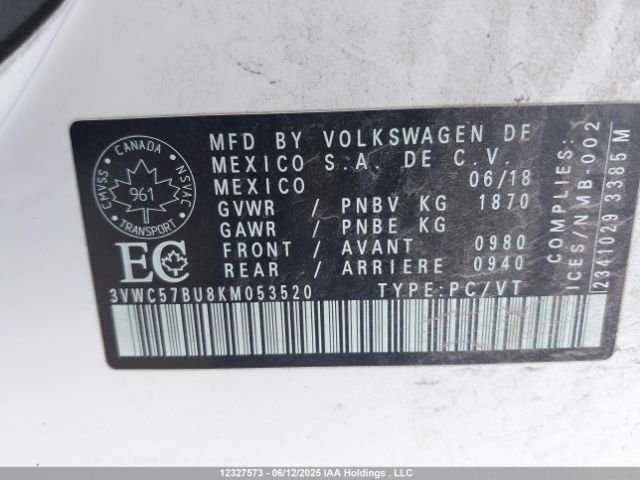 MFD BY VOLKSWAGEN DE
MEXICO S.A. DE C.V.
MEXICO 06/18
GVWR / PNBV KG 1870
GAWR / PNBE KG
FRONT / AVANT 0980
REAR / ARRIERE 0940
3VWC57BU8KM053520 TYPE:PC/VT
CANADA
CMVSS
NSVAC
961
TRANSPORT
EC
COMPLIES:
ICES/NMB.002
2341029 3385M
12327573 - 06/12/2025 IAA Holdings, LLC